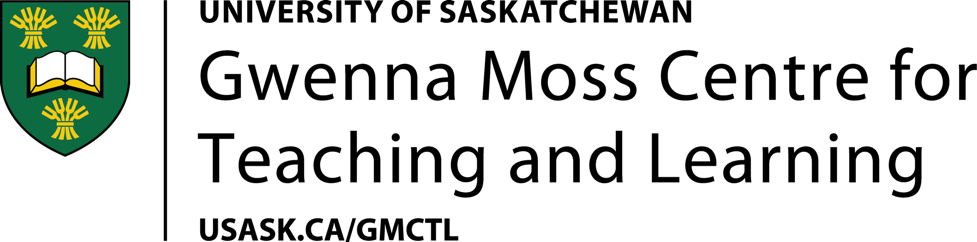 UNIVERSITY OF SASKATCHEWAN
Gwenna Moss Centre for
Teaching and Learning
USASK.CA/GMCTL